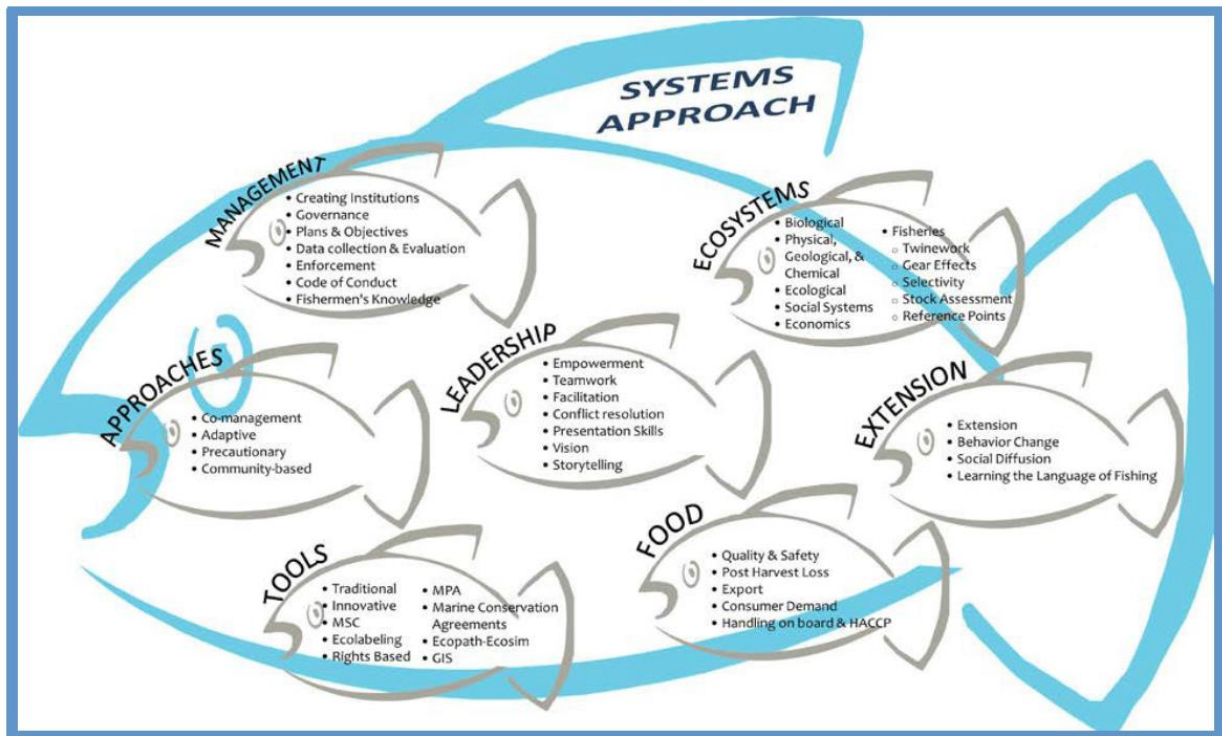 SYSTEMS
APPROACH
MANAGEMENT
• Creating Institutions
• Governance
• Plans & Objectives
• Data collection & Evaluation
• Enforcement
• Code of Conduct
• Fishermen's Knowledge
ECOSYSTEMS
• Biological
• Physical,
Geological, &
Chemical
• Ecological
• Social Systems
• Economics
• Fisheries
o Twinework
o Gear Effects
o Selectivity
o Stock Assessment
o Reference Points
APPROACHES
• Co-management
• Adaptive
• Precautionary
• Community-based
LEADERSHIP
• Empowerment
• Teamwork
• Facilitation
• Conflict resolution
• Presentation Skills
• Vision
• Storytelling
EXTENSION
• Extension
• Behavior Change
• Social Diffusion
• Learning the Language of Fishing
TOOLS
• Traditional
• Innovative
• MSC
• Ecolabeling
• Rights Based
• MPA
• Marine Conservation
Agreements
• Ecopath-Ecosim
• GIS
FOOD
• Quality & Safety
• Post Harvest Loss
• Export
• Consumer Demand
• Handling on board & HACCP